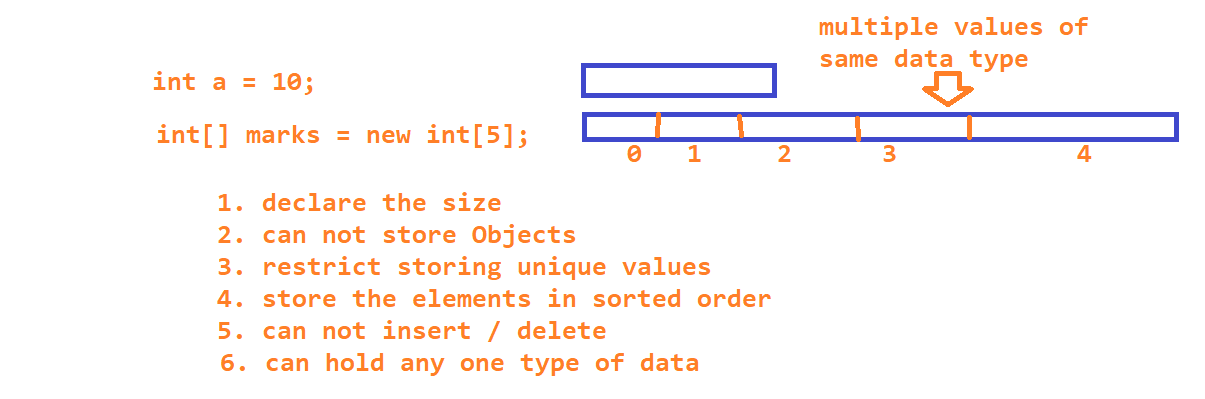 multiple values of
same data type
int a = 10;
int[] marks = new int[5];
0 1 2 3 4
1. declare the size
2. can not store Objects
3. restrict storing unique values
4. store the elements in sorted order
5. can not insert / delete
6. can hold any one type of data